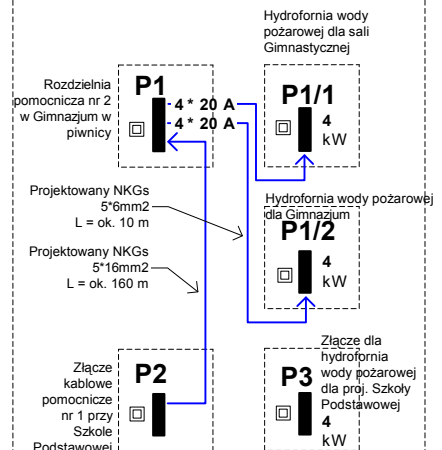 Hydrofornia wody
pożarowej dla sali
Gimnastycznej
Rozdzielnia
pomocnicza nr 2
w Gimnazjum w
piwnicy
P1
4 * 20 A
4 * 20 A
P1/1
4
kW
Projektowany NKGs
5*6mm2
L = ok. 10 m
Hydrofornia wody pożarowej
dla Gimnazjum
P1/2
4
kW
Projektowany NKGs
5*16mm2
L = ok. 160 m
Złącze
kablowe
pomocnicze
nr 1 przy
Szkole
Podstawowej
P2
Złącze dla
hydrofornia
wody pożarowej
dla proj. Szkoły
Podstawowej
P3
4
kW